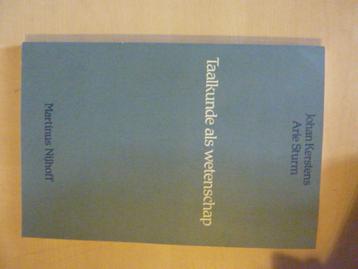 Johan Kerstens
Arie Sturm
Taalkunde als wetenschap
Martinus Nijhoff